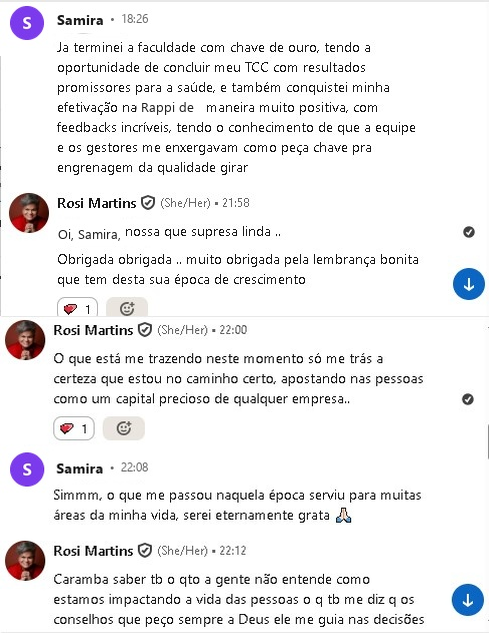 S
Samira • 18:26
Ja terminei a faculdade com chave de ouro, tendo a
oportunidade de concluir meu TCC com resultados
promissores para a saúde, e também conquistei minha
efetivação na Rappi de maneira muito positiva, com
feedbacks incríveis, tendo o conhecimento de que a equipe
e os gestores me enxergavam como peça chave pra
engrenagem da qualidade girar
Rosi Martins (She/Her) • 21:58
Oi, Samira, nossa que supresa linda ..
Obrigada obrigada .. muito obrigada pela lembrança bonita
que tem desta sua época de crescimento
1
Rosi Martins (She/Her) • 22:00
O que está me trazendo neste momento só me trás a
certeza que estou no caminho certo, apostando nas pessoas
como um capital precioso de qualquer empresa..
1
S
Samira • 22:08
Simmm, o que me passou naquela época serviu para muitas
áreas da minha vida, serei eternamente grata 🙏🏻
Rosi Martins (She/Her) • 22:12
Caramba saber tb o qto a gente não entende como
estamos impactando a vida das pessoas o q tb me diz q os
conselhos que peço sempre a Deus ele me guia nas decisões